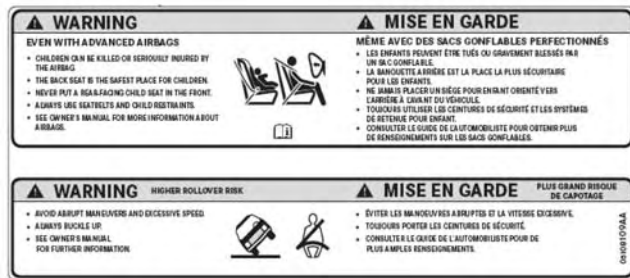 WARNING
EVEN WITH ADVANCED AIRBAGS
• CHILDREN CAN BE KILLED OR SERIOUSLY INJURED BY
THE AIRBAG.
• THE BACK SEAT IS THE SAFEST PLACE FOR CHILDREN.
• NEVER PUT A REAR-FACING CHILD SEAT IN THE FRONT.
• ALWAYS USE SEATBELTS AND CHILD RESTRAINTS.
• SEE OWNER'S MANUAL FOR MORE INFORMATION ABOUT
AIRBAGS.
MISE EN GARDE
MÊME AVEC DES SACS GONFLABLES PERFECTIONNÉS
• LES ENFANTS PEUVENT ÊTRE TUÉS OU GRAVEMENT BLESSÉS PAR
UN SAC GONFLABLE.
• LA BANQUETTE ARRIÈRE EST LA PLACE LA PLUS SÉCURITAIRE
POUR LES ENFANTS.
• NE JAMAIS PLACER UN SIÈGE POUR ENFANT ORIENTÉ VERS
L'ARRIÈRE À L'AVANT DU VÉHICULE.
• TOUJOURS UTILISER LES CEINTURES DE SÉCURITÉ ET LES SYSTÈMES
DE RETENUE POUR ENFANT.
• CONSULTER LE GUIDE DE L'AUTOMOBILISTE POUR OBTENIR PLUS
DE RENSEIGNEMENTS SUR LES SACS GONFLABLES.
WARNING HIGHER ROLLOVER RISK
• AVOID ABRUPT MANEUVERS AND EXCESSIVE SPEED.
• ALWAYS BUCKLE UP.
• SEE OWNER'S MANUAL
FOR FURTHER INFORMATION.
MISE EN GARDE PLUS GRAND RISQUE
DE CAPOTAGE
• ÉVITER LES MANOEUVRES ABRUPTES ET LA VITESSE EXCESSIVE.
• TOUJOURS PORTER LES CEINTURES DE SÉCURITÉ.
• CONSULTER LE GUIDE DE L'AUTOMOBILISTE POUR DE
PLUS AMPLES RENSEIGNEMENTS.